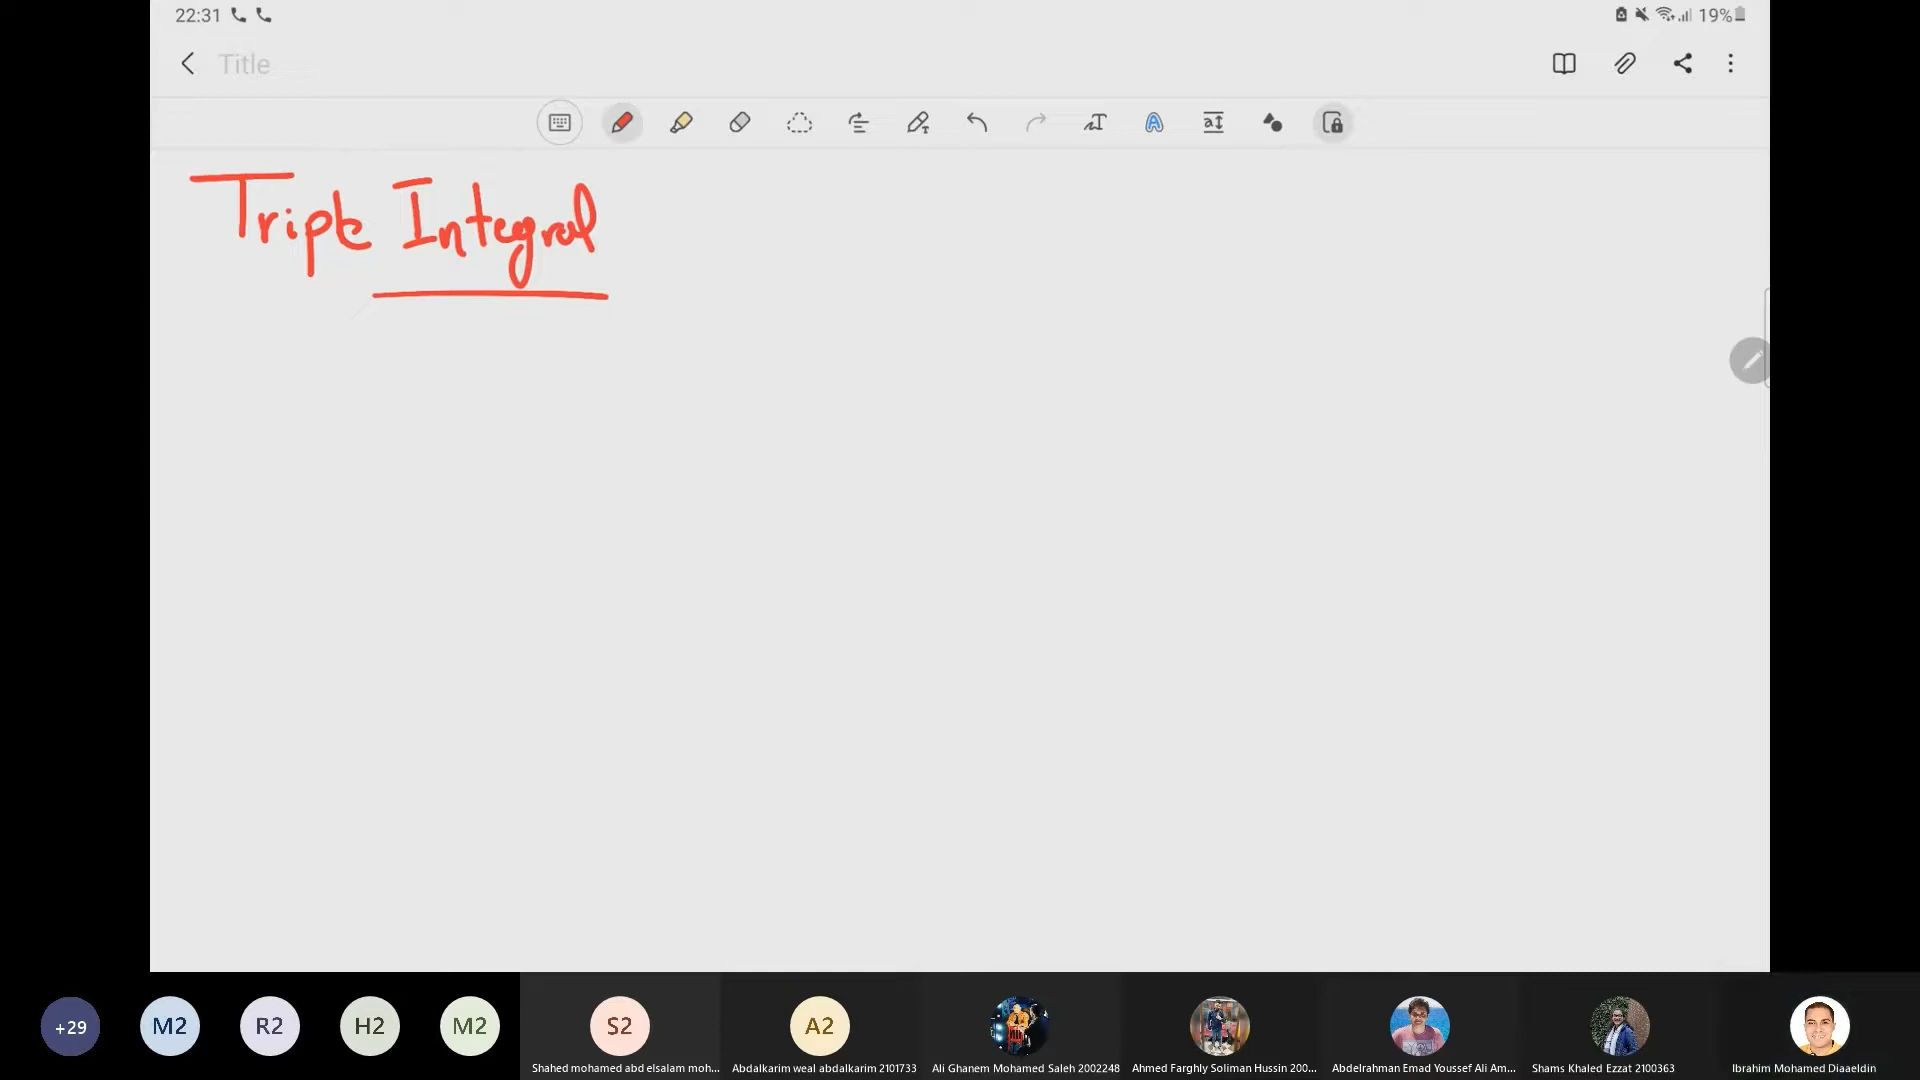 22:31
19%
Title
Triple Integral
+29
M2
R2
H2
M2
S2
A2
Shahed mohamed abd elsalam moh...
Abdalkarim weal abdalkarim 2101733
Ali Ghanem Mohamed Saleh 2002248
Ahmed Farghly Soliman Hussin 200...
Abdelrahman Emad Youssef Ali Am...
Shams Khaled Ezzat 2100363
Ibrahim Mohamed Diaaeldin